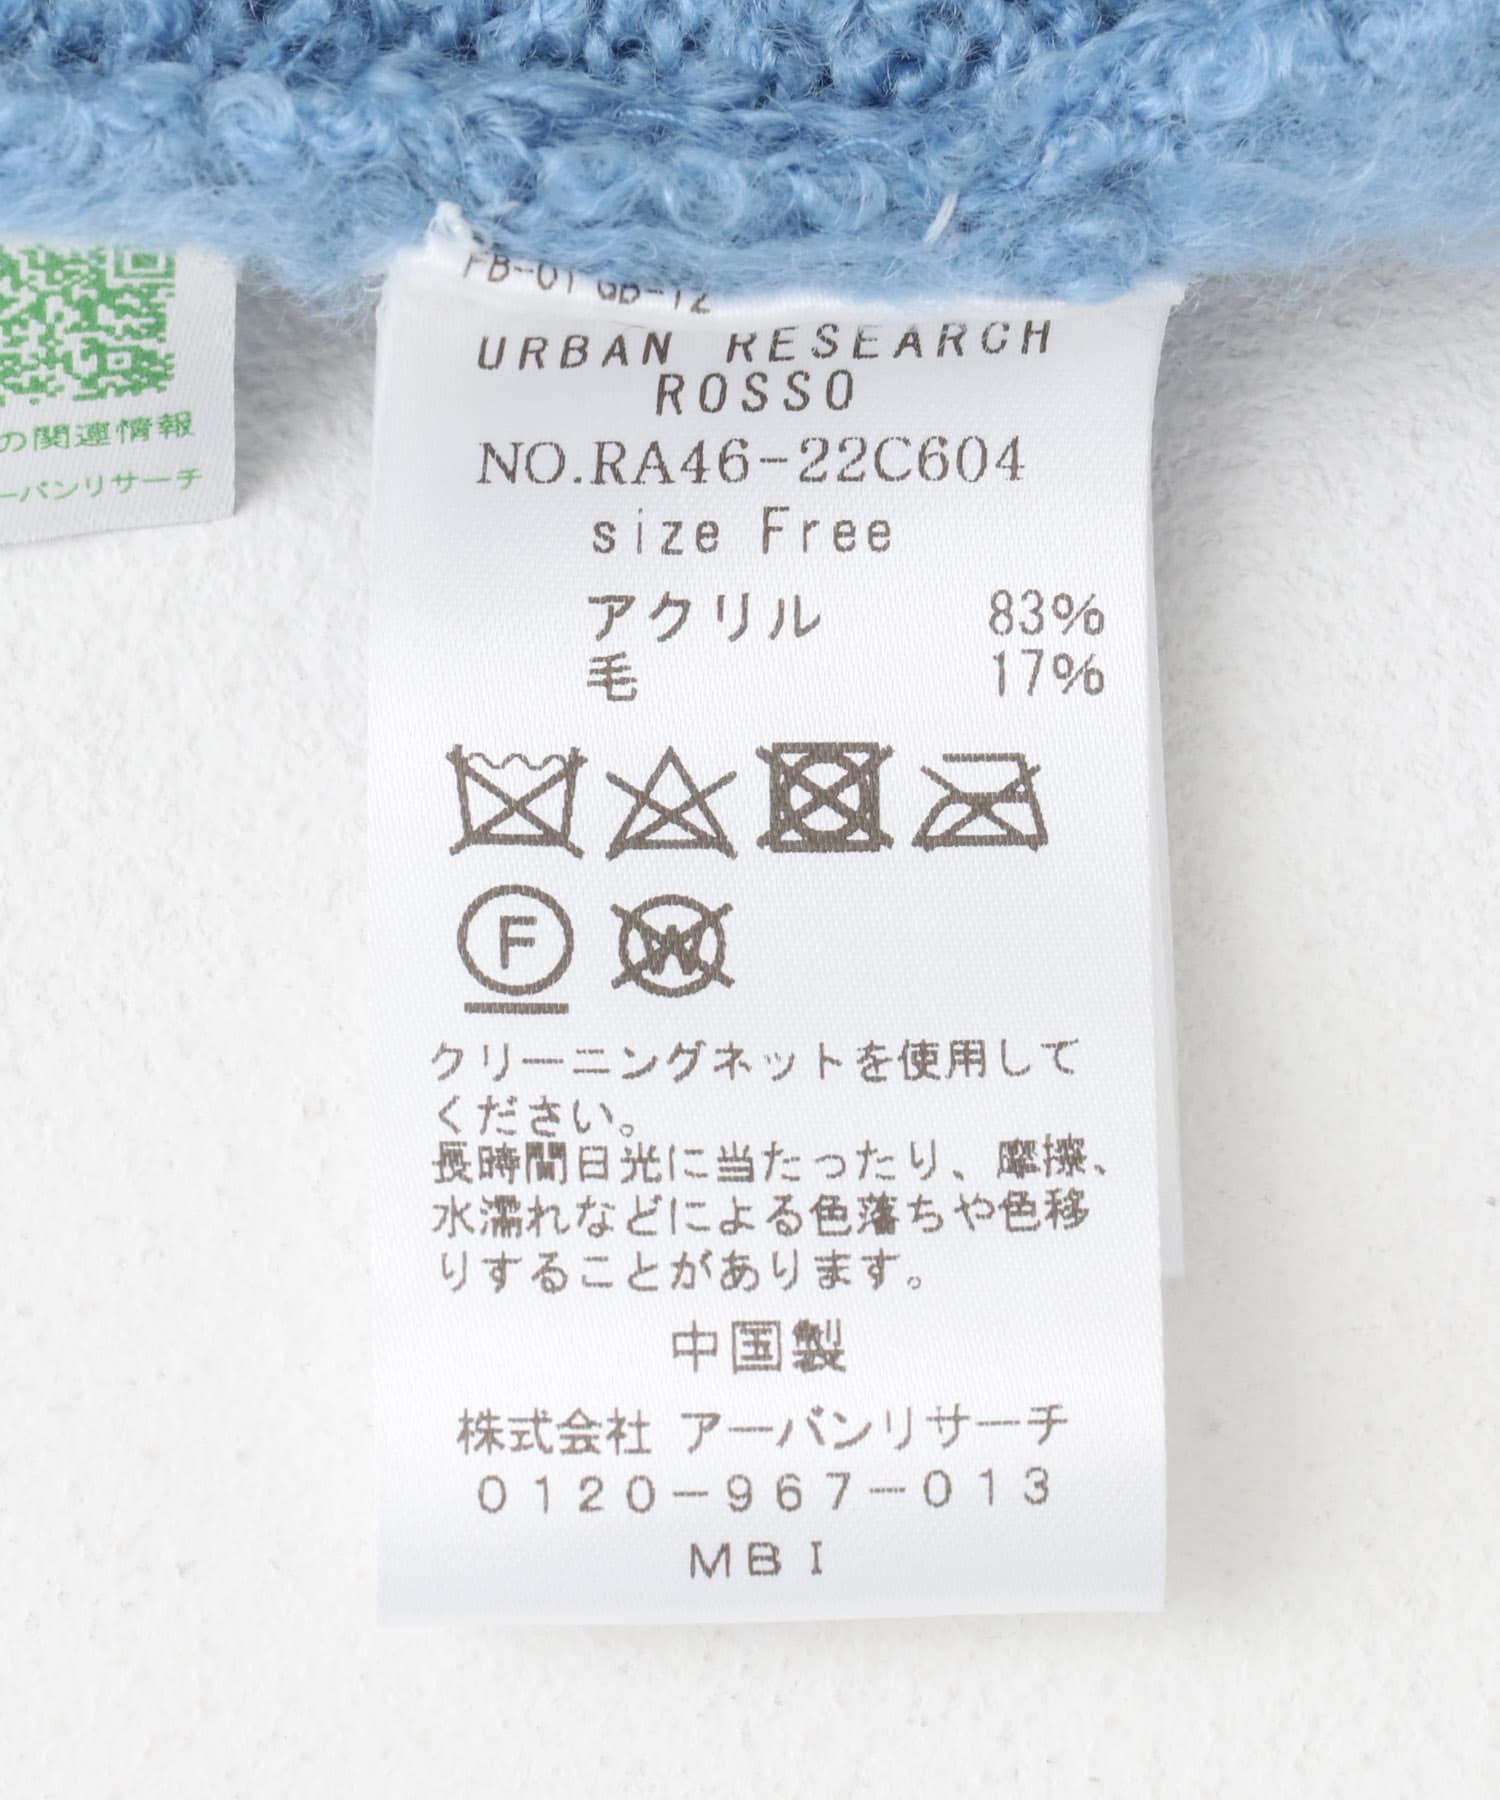 の関連情報
ーバンリサーチ
URBAN RESEARCH
ROSSO
NO.RA46-22C604
size Free
アクリル 83%
毛 17%
F
W
クリーニングネットを使用して
ください。
長時間日光に当たったり、摩擦、
水濡れなどによる色落ちや色移
りすることがあります。
中国製
株式会社 アーバンリサーチ
0120-967-013
MBI